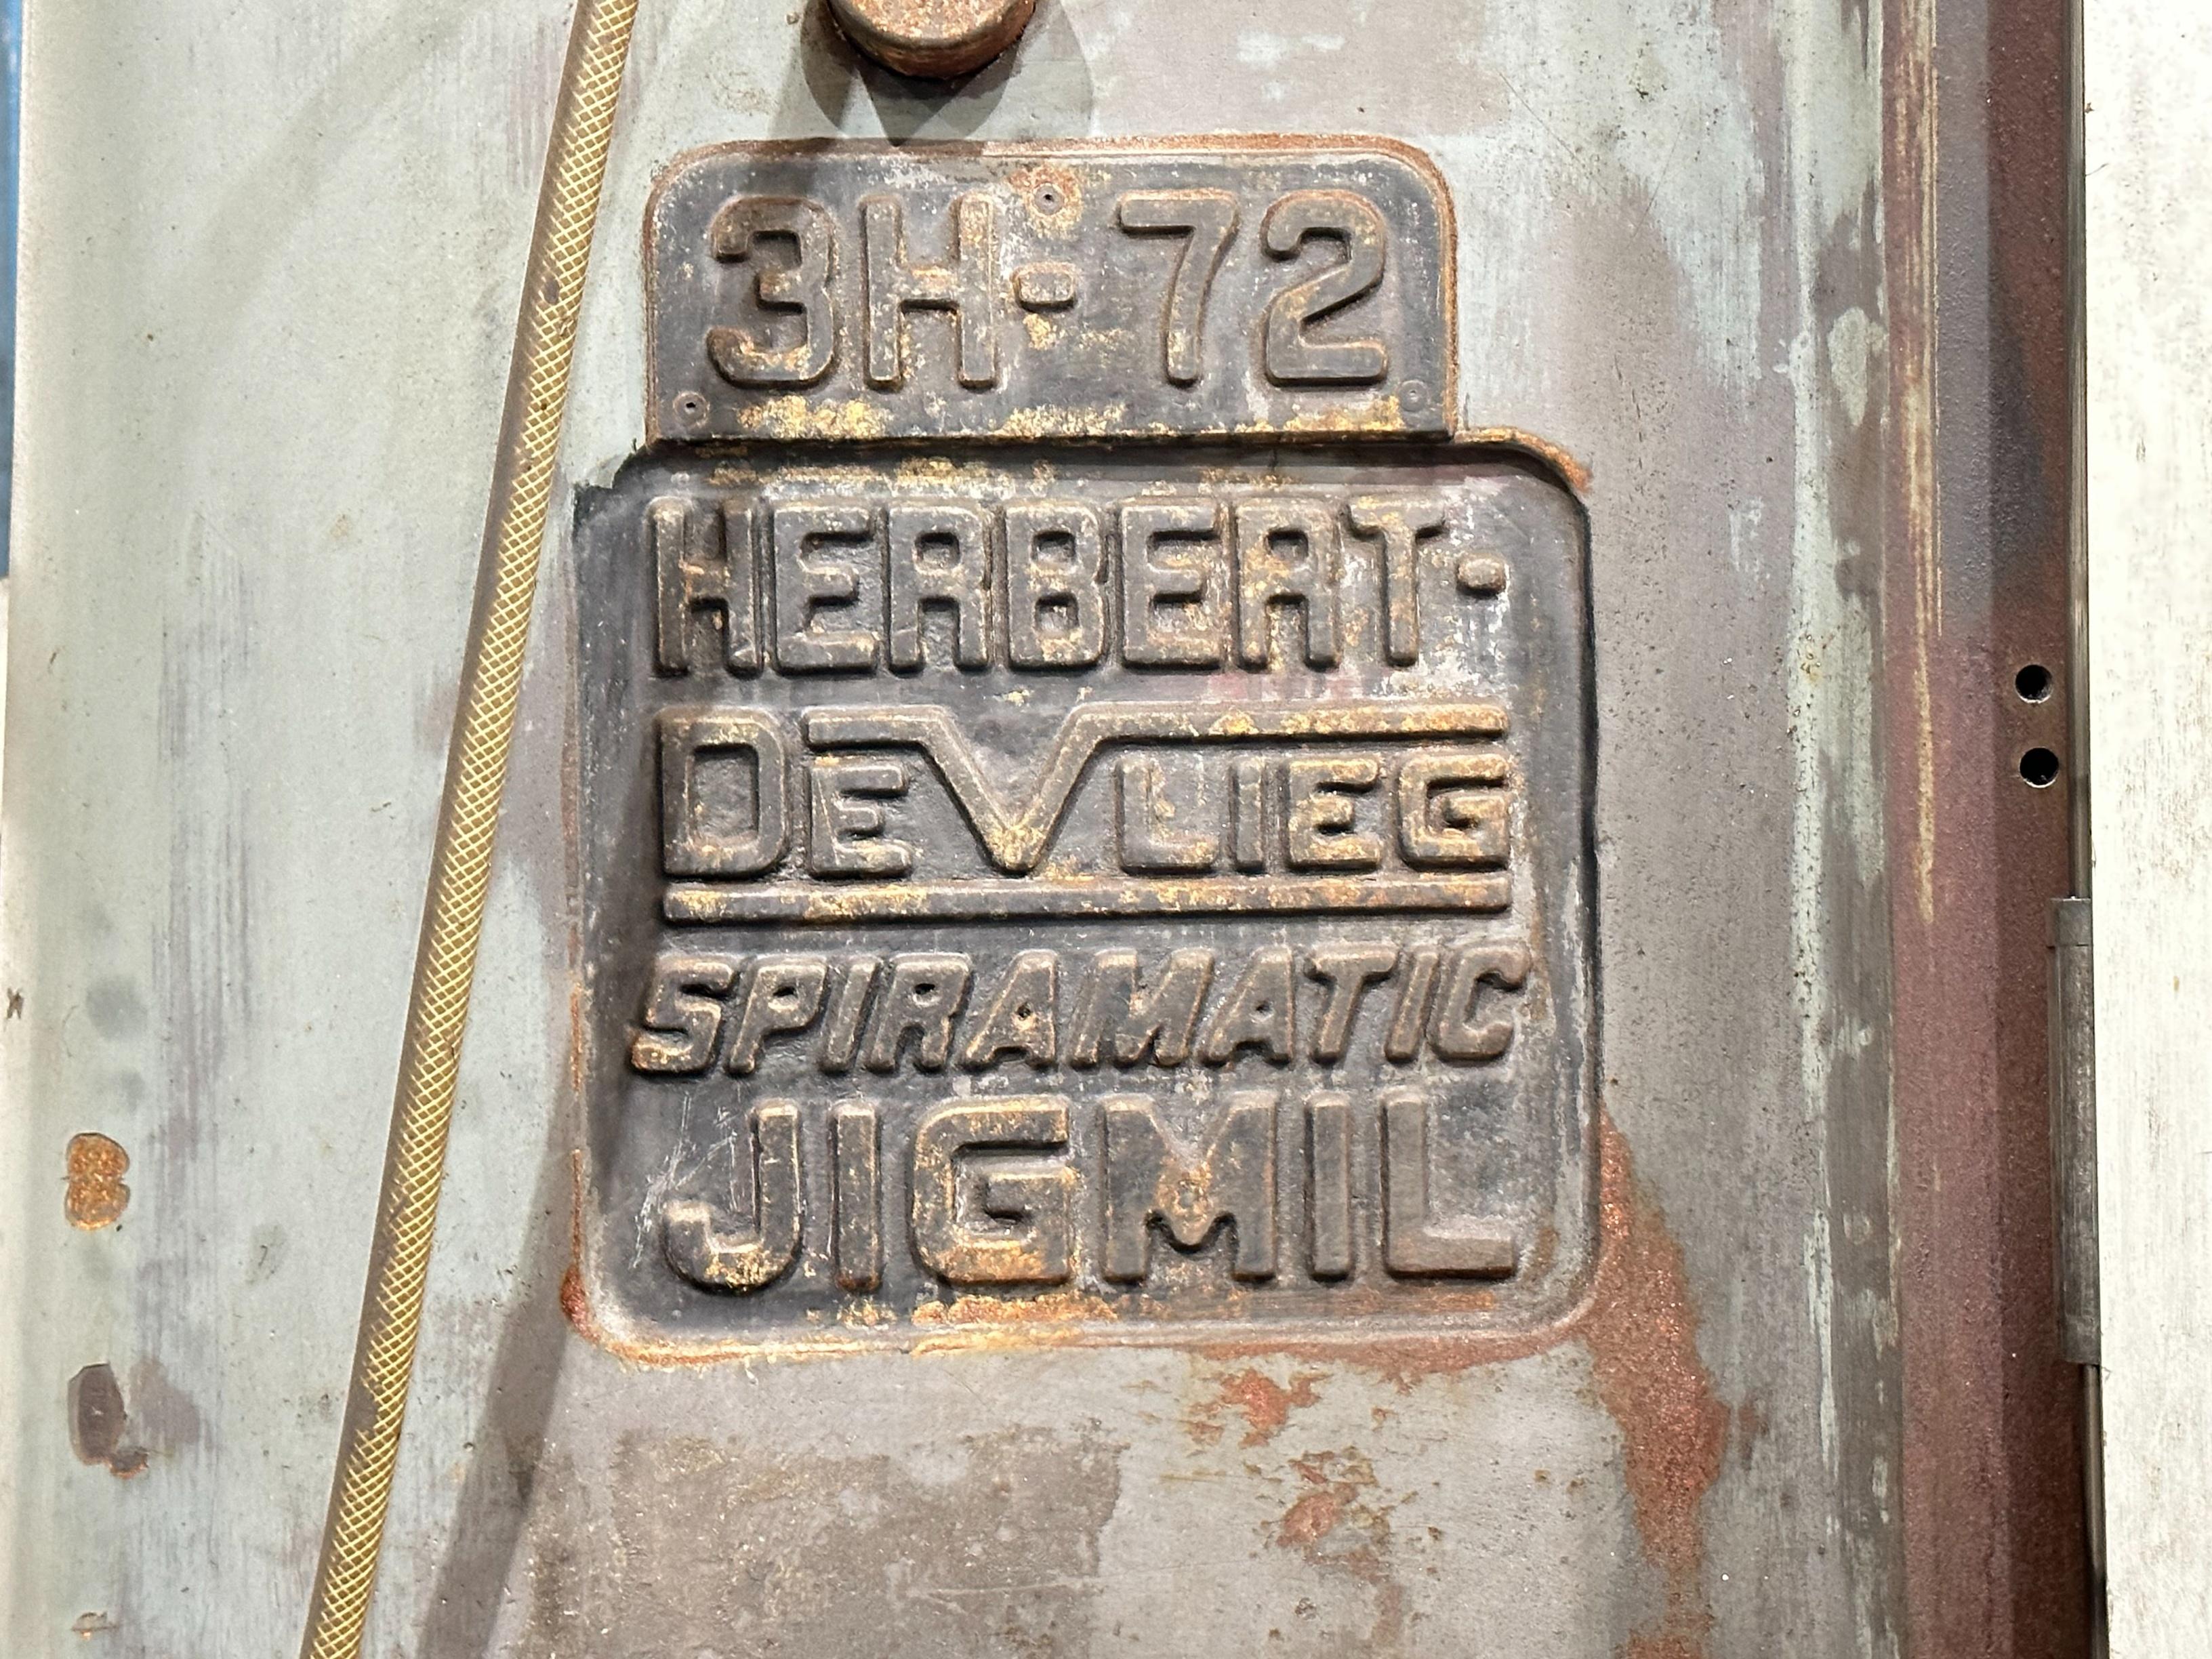 3H-72
HERBERT·
DEVLIEG
SPIRAMATIC
JIGMIL